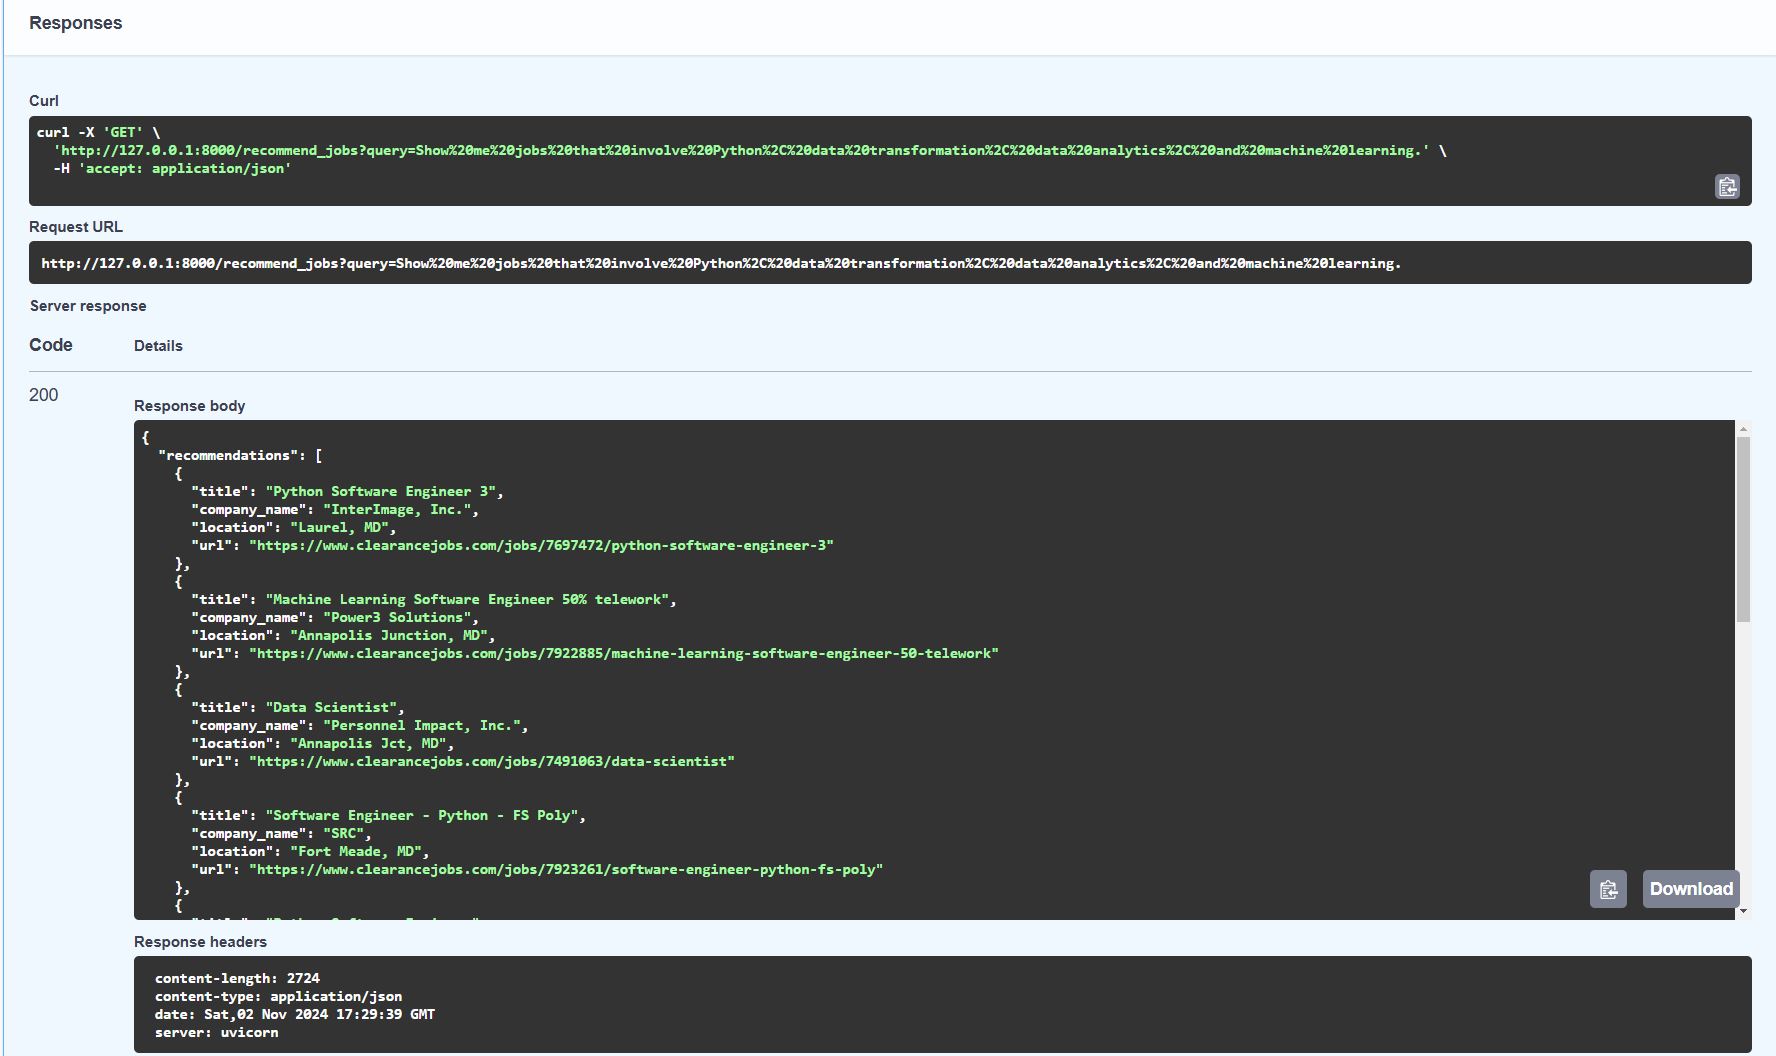 Responses
Curl
curl -X 'GET' \
'http://127.0.0.1:8000/recommend_jobs?query=Show%20me%20jobs%20that%20involve%20Python%2C%20data%20transformation%2C%20data%20analytics%2C%20and%20machine%20learning.' \
-H 'accept: application/json'
Request URL
http://127.0.0.1:8000/recommend_jobs?query=Show%20me%20jobs%20that%20involve%20Python%2C%20data%20transformation%2C%20data%20analytics%2C%20and%20machine%20learning.
Server response
Code Details
200
Response body
{
"recommendations": [
{
"title": "Python Software Engineer 3",
"company_name": "InterImage, Inc.",
"location": "Laurel, MD",
"url": "https://www.clearancejobs.com/jobs/7697472/python-software-engineer-3"
},
{
"title": "Machine Learning Software Engineer 50% telework",
"company_name": "Power3 Solutions",
"location": "Annapolis Junction, MD",
"url": "https://www.clearancejobs.com/jobs/7922885/machine-learning-software-engineer-50-telework"
},
{
"title": "Data Scientist",
"company_name": "Personnel Impact, Inc.",
"location": "Annapolis Jct, MD",
"url": "https://www.clearancejobs.com/jobs/7491063/data-scientist"
},
{
"title": "Software Engineer - Python - FS Poly",
"company_name": "SRC",
"location": "Fort Meade, MD",
"url": "https://www.clearancejobs.com/jobs/7923261/software-engineer-python-fs-poly"
},
{
Download
Response headers
content-length: 2724
content-type: application/json
date: Sat,02 Nov 2024 17:29:39 GMT
server: uvicorn